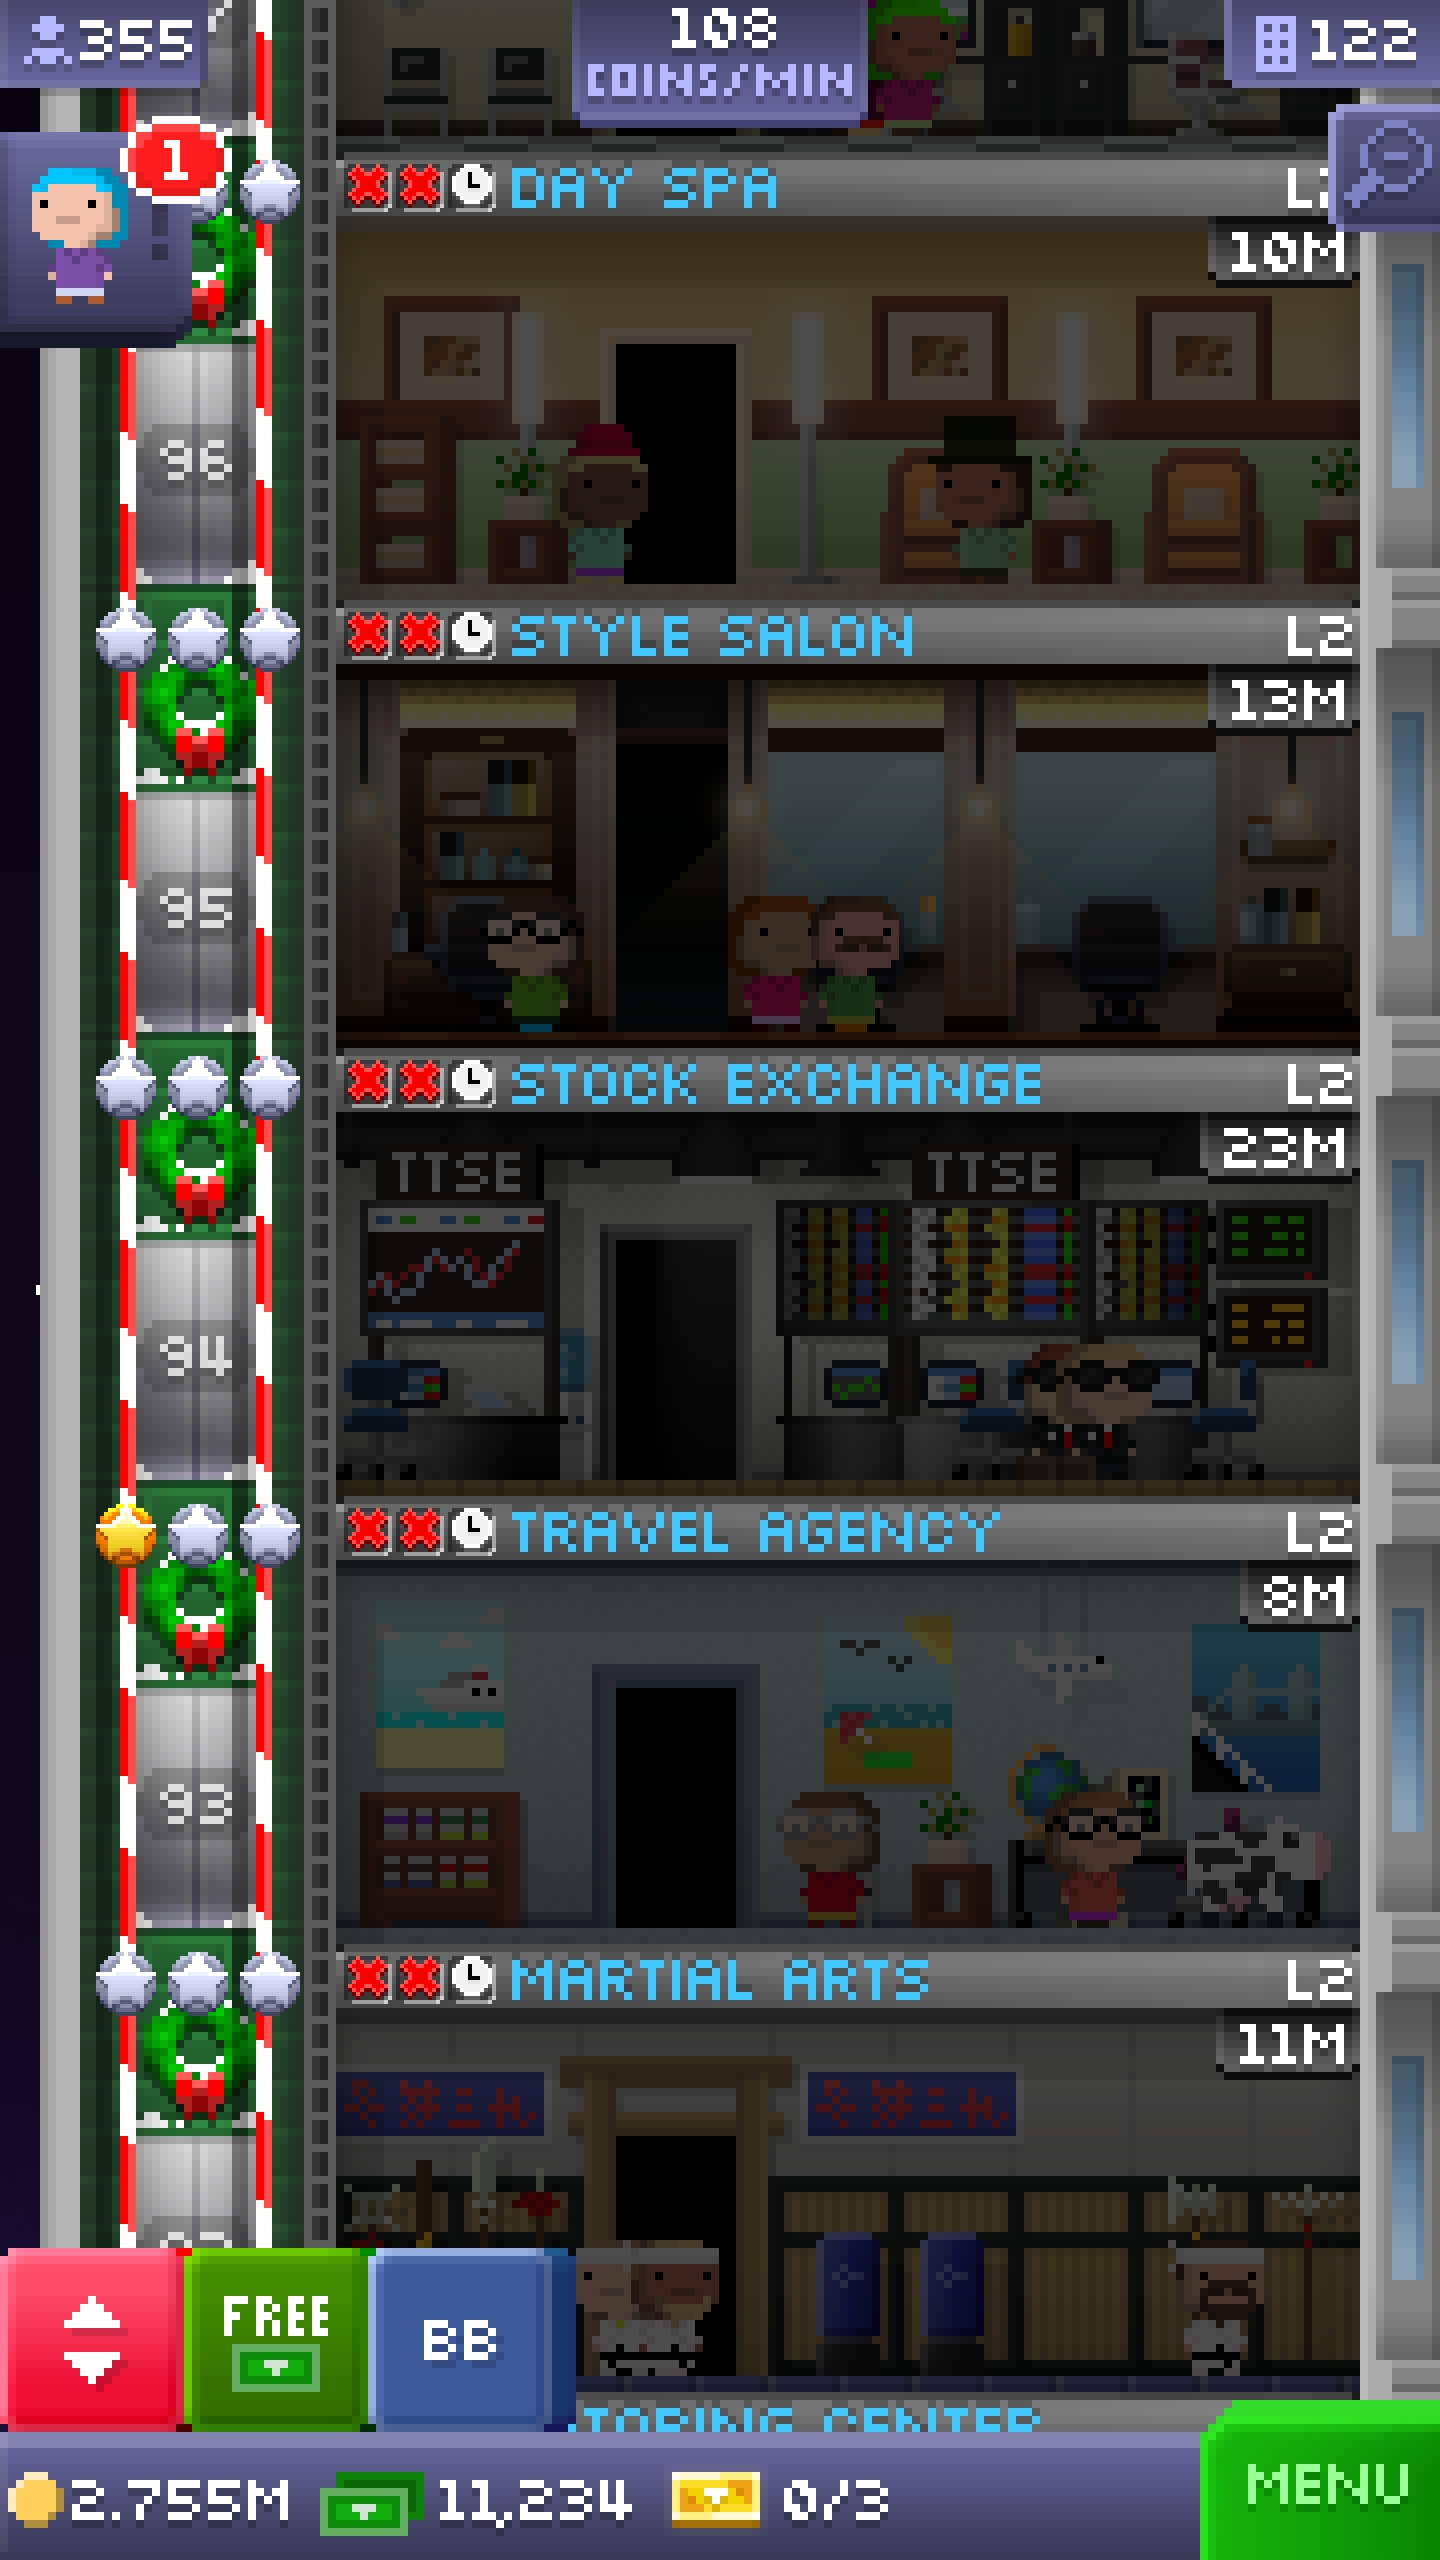 355
108
COINS/MIN
122
1
DAY SPA
10M
96
STYLE SALON L2
13M
95
STOCK EXCHANGE L2
23M
TTSE TTSE
94
TRAVEL AGENCY L2
8M
93
MARTIAL ARTS L2
11M
FREE
BB
TORING CENTER
2.755M 11,234 0/3
MENU